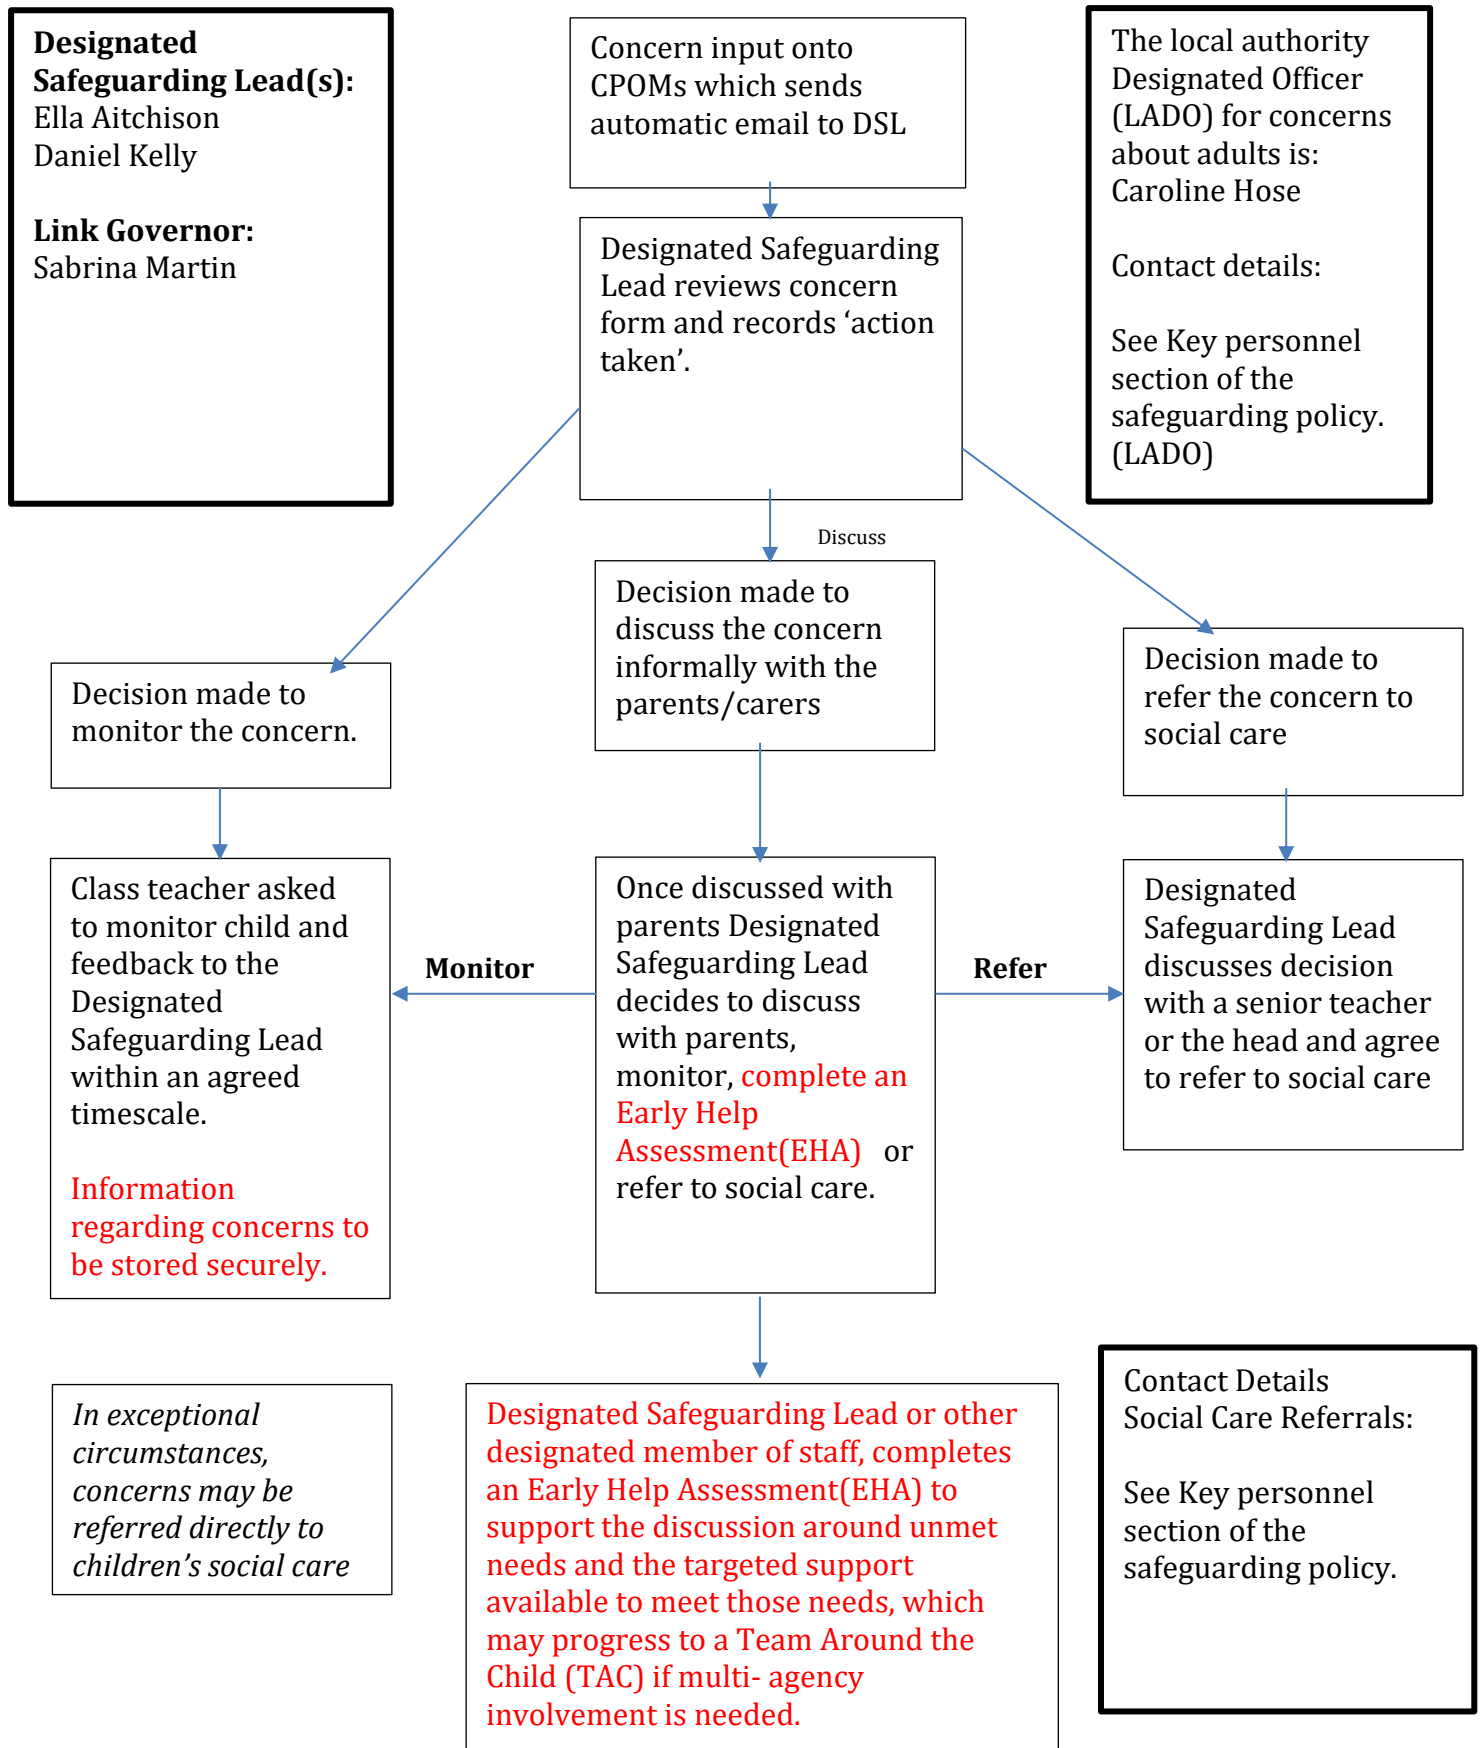 Designated
Safeguarding Lead(s):
Ella Aitchison
Daniel Kelly
Link Governor:
Sabrina Martin
Concern input onto
CPOMs which sends
automatic email to DSL
The local authority
Designated Officer
(LADO) for concerns
about adults is:
Caroline Hose
Contact details:
See Key personnel
section of the
safeguarding policy.
(LADO)
Designated Safeguarding
Lead reviews concern
form and records ‘action
taken’.
Discuss
Decision made to
monitor the concern.
Decision made to
discuss the concern
informally with the
parents/carers
Decision made to
refer the concern to
social care
Class teacher asked
to monitor child and
feedback to the
Designated
Safeguarding Lead
within an agreed
timescale.
Information
regarding concerns to
be stored securely.
Monitor
Once discussed with
parents Designated
Safeguarding Lead
decides to discuss
with parents,
monitor, complete an
Early Help
Assessment(EHA) or
refer to social care.
Refer
Designated
Safeguarding Lead
discusses decision
with a senior teacher
or the head and agree
to refer to social care
In exceptional
circumstances,
concerns may be
referred directly to
children’s social care
Designated Safeguarding Lead or other
designated member of staff, completes
an Early Help Assessment(EHA) to
support the discussion around unmet
needs and the targeted support
available to meet those needs, which
may progress to a Team Around the
Child (TAC) if multi- agency
involvement is needed.
Contact Details
Social Care Referrals:
See Key personnel
section of the
safeguarding policy.